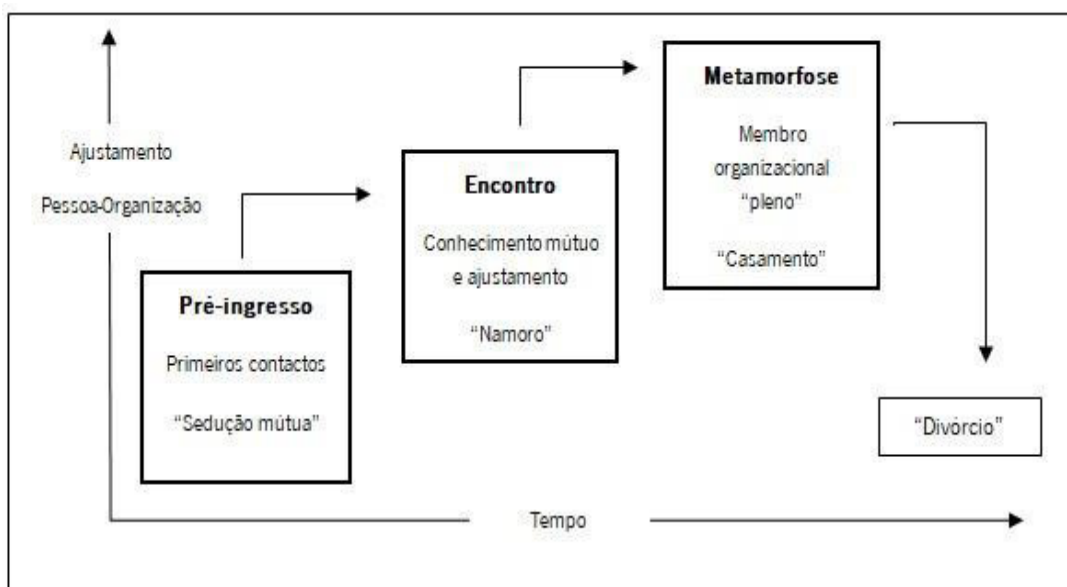 Ajustamento
Pessoa-Organização
Pré-ingresso
Primeiros contactos
“Sedução mútua”
Encontro
Conhecimento mútuo
e ajustamento
“Namoro”
Metamorfose
Membro
organizacional
“pleno”
“Casamento”
“Divórcio”
Tempo